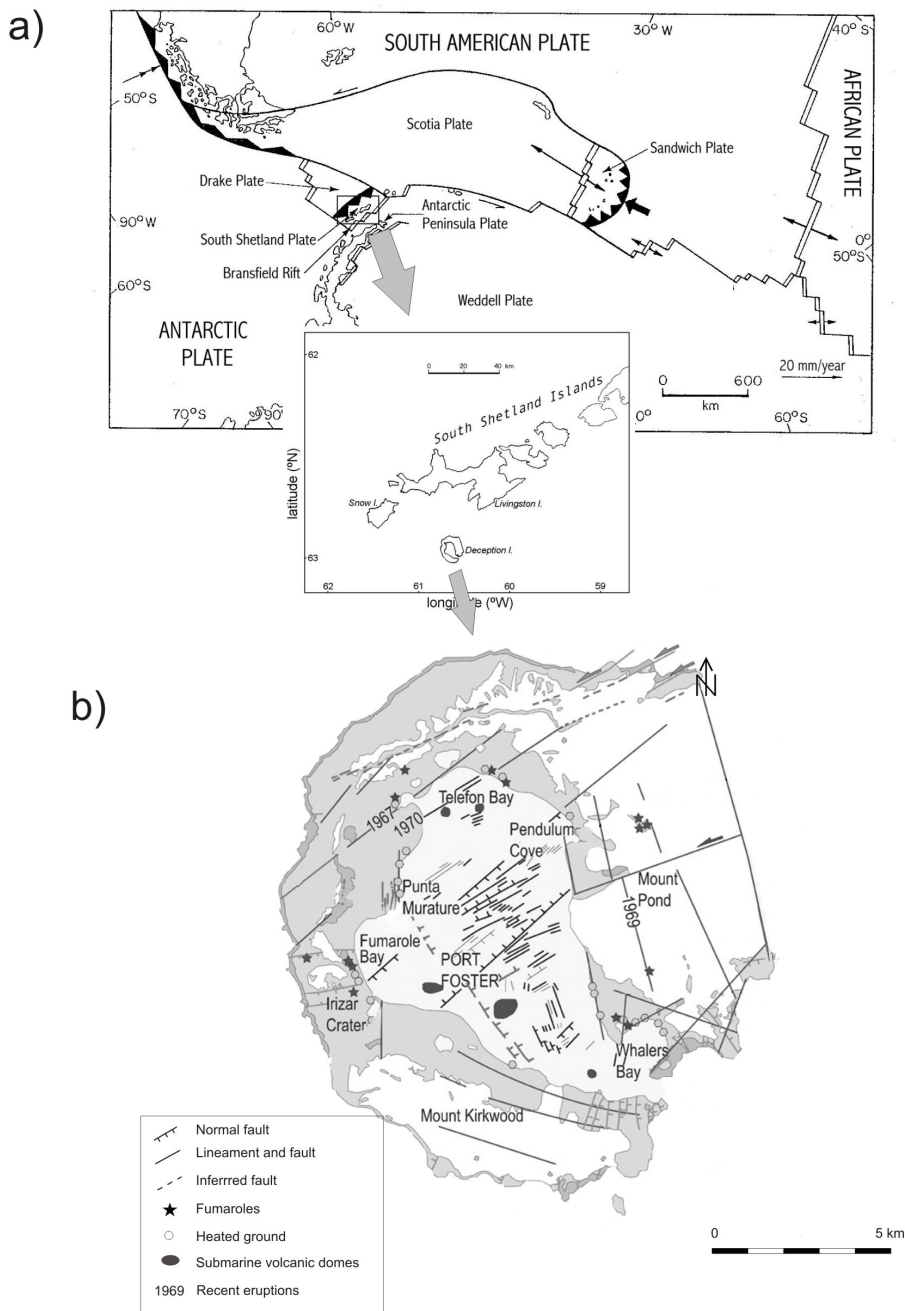 a)
60°W
SOUTH AMERICAN PLATE
30°W
40°S
50°S
AFRICAN PLATE
Scotia Plate
Sandwich Plate
Drake Plate
90°W
Antarctic
Peninsula Plate
0°
50°S
South Shetland Plate
Bransfield Rift
60°S
Weddell Plate
ANTARCTIC
PLATE
20 mm/year
0 600
km
70°S
60°S
62
0 20 40 km
South Shetland Islands
latitude (ºN)
Snow I.
Livingston I.
Deception I.
63
62 61 60 59
longitude (ºW)
b)
N
Telefon Bay
1967
1970
Pendulum
Cove
Punta
Murature
Mount
Pond
1969
Fumarole
Bay
PORT
FOSTER
Irizar
Crater
Whalers
Bay
Mount Kirkwood
Normal fault
Lineament and fault
Inferrred fault
Fumaroles
Heated ground
Submarine volcanic domes
1969 Recent eruptions
0 5 km